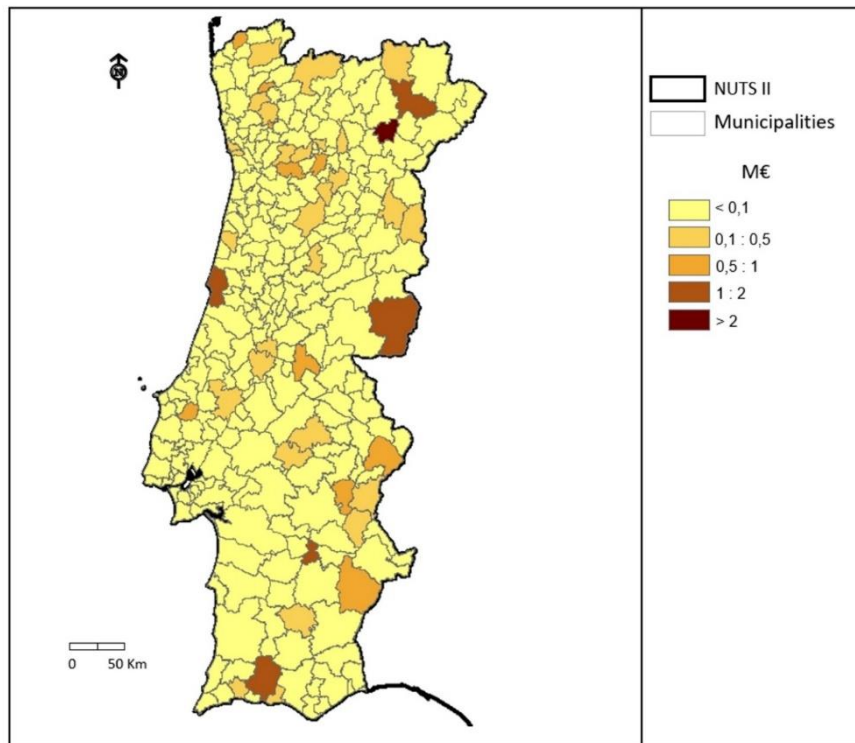 N
NUTS II
Municipalities
M€
< 0,1
0,1 : 0,5
0,5 : 1
1 : 2
> 2
0 50 Km